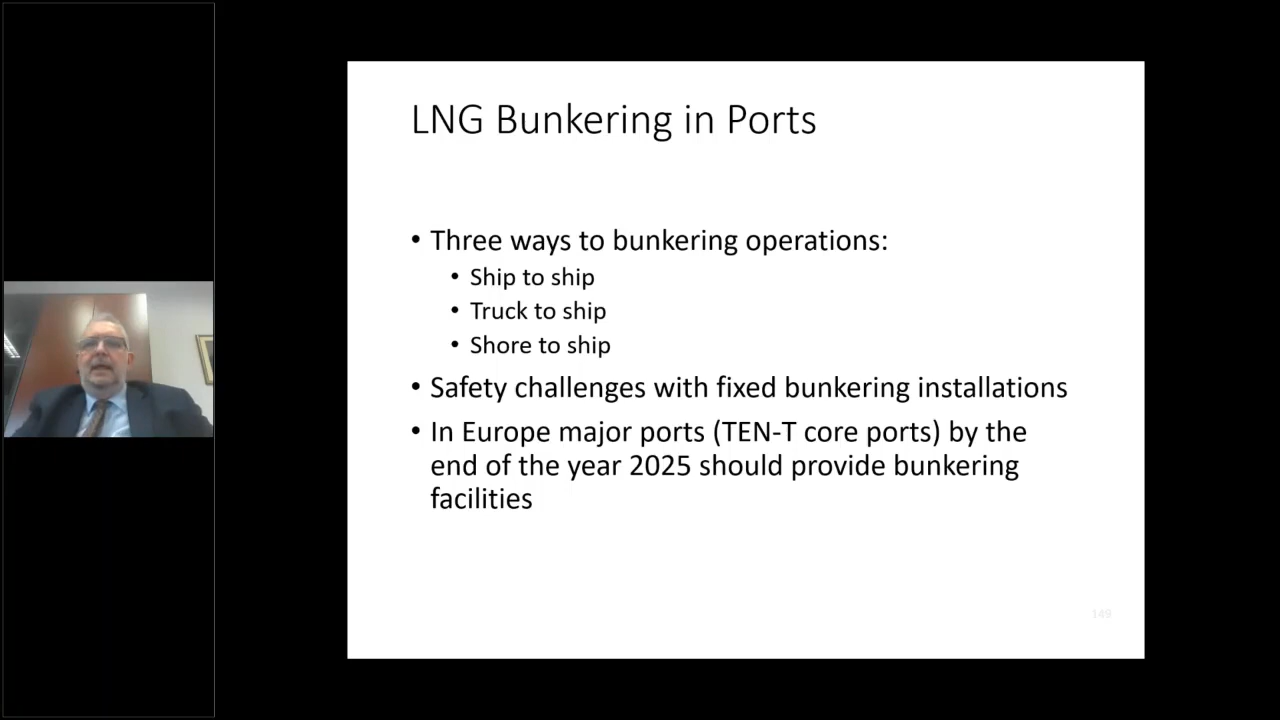 LNG Bunkering in Ports
• Three ways to bunkering operations:
• Ship to ship
• Truck to ship
• Shore to ship
• Safety challenges with fixed bunkering installations
• In Europe major ports (TEN-T core ports) by the
end of the year 2025 should provide bunkering
facilities
149